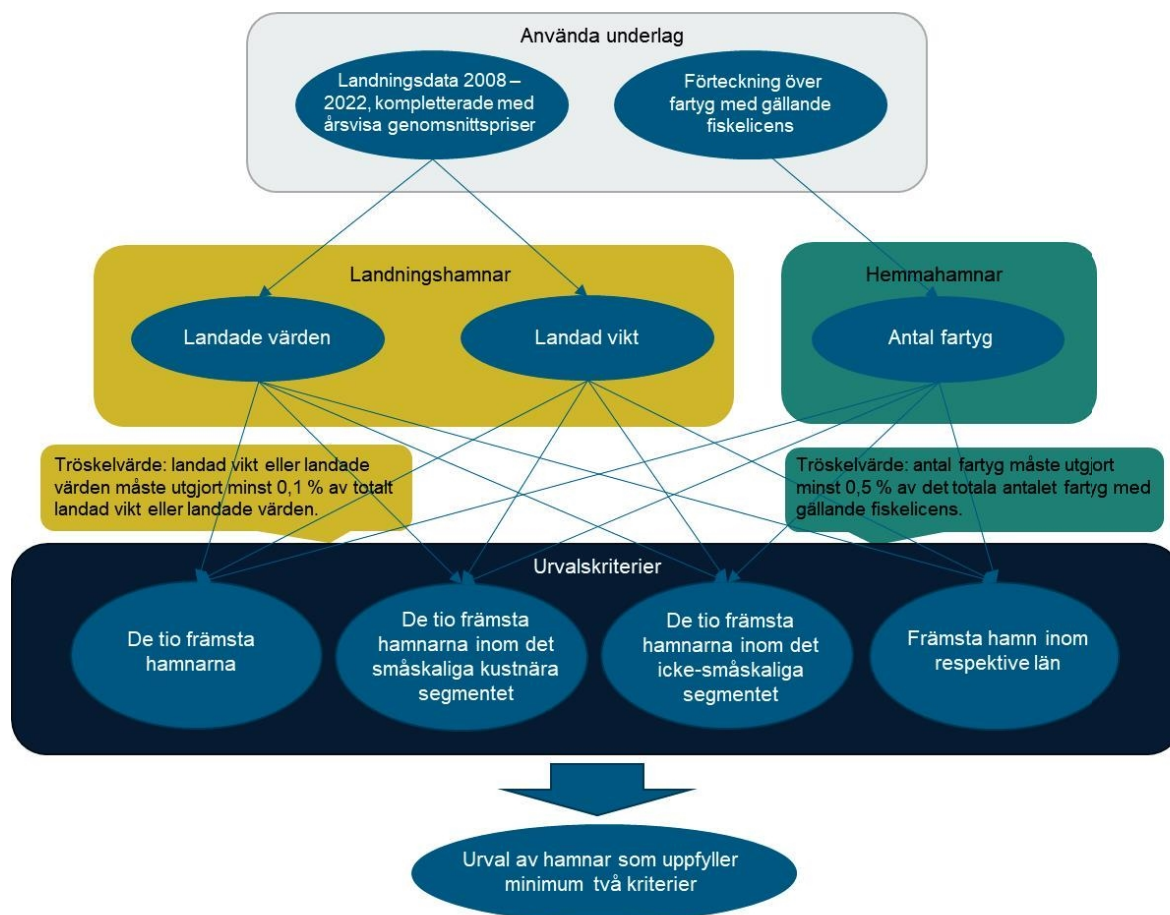 Använda underlag
Landningsdata 2008 –
2022, kompletterade med
årsvisa genomsnittspriser
Förteckning över
fartyg med gällande
fiskelicens
Landningshamnar
Hemmahamnar
Landade värden
Landad vikt
Antal fartyg
Tröskelvärde: landad vikt eller landade
värden måste utgjort minst 0,1 % av totalt
landad vikt eller landade värden.
Tröskelvärde: antal fartyg måste utgjort
minst 0,5 % av det totala antalet fartyg med
gällande fiskelicens.
Urvalskriterier
De tio främsta
hamnarna
De tio främsta
hamnarna inom det
småskaliga kustnära
segmentet
De tio främsta
hamnarna inom det
icke-småskaliga
segmentet
Främsta hamn inom
respektive län
Urval av hamnar som uppfyller
minimum två kriterier